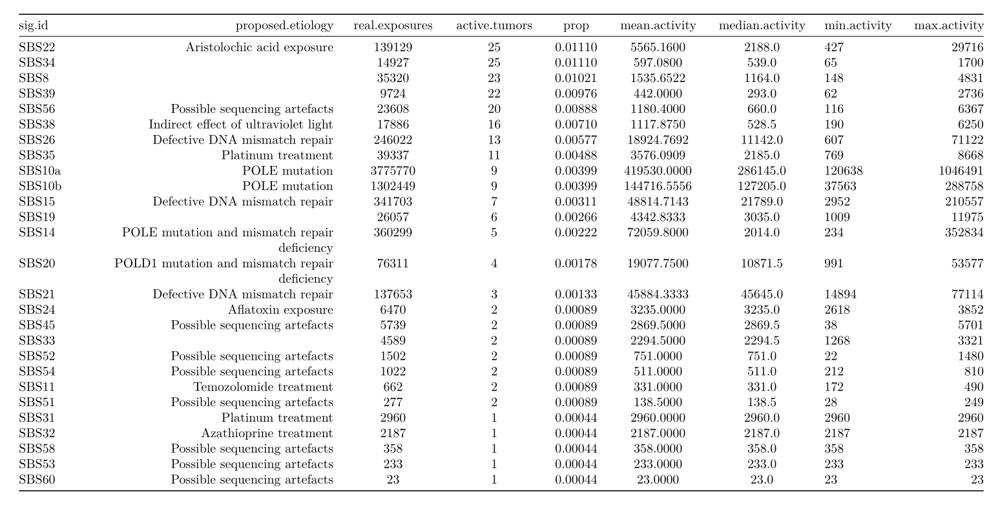 sig.id proposed.etiology real.exposures active.tumors prop mean.activity median.activity min.activity max.activity
SBS22 Aristolochic acid exposure 139129 25 0.01110 5565.1600 2188.0 427 29716
SBS34 14927 25 0.01110 597.0800 539.0 65 1700
SBS8 35320 23 0.01021 1535.6522 1164.0 148 4831
SBS39 9724 22 0.00976 442.0000 293.0 62 2736
SBS56 Possible sequencing artefacts 23608 20 0.00888 1180.4000 660.0 116 6367
SBS38 Indirect effect of ultraviolet light 17886 16 0.00710 1117.8750 528.5 190 6250
SBS26 Defective DNA mismatch repair 246022 13 0.00577 18924.7692 11142.0 607 71122
SBS35 Platinum treatment 39337 11 0.00488 3576.0909 2185.0 769 8668
SBS10a POLE mutation 3775770 9 0.00399 419530.0000 286145.0 120638 1046491
SBS10b POLE mutation 1302449 9 0.00399 144716.5556 127205.0 37563 288758
SBS15 Defective DNA mismatch repair 341703 7 0.00311 48814.7143 21789.0 2952 210557
SBS19 26057 6 0.00266 4342.8333 3035.0 1009 11975
SBS14 POLE mutation and mismatch repair 360299 5 0.00222 72059.8000 2014.0 234 352834
deficiency
SBS20 POLD1 mutation and mismatch repair 76311 4 0.00178 19077.7500 10871.5 991 53577
deficiency
SBS21 Defective DNA mismatch repair 137653 3 0.00133 45884.3333 45645.0 14894 77114
SBS24 Aflatoxin exposure 6470 2 0.00089 3235.0000 3235.0 2618 3852
SBS45 Possible sequencing artefacts 5739 2 0.00089 2869.5000 2869.5 38 5701
SBS33 4589 2 0.00089 2294.5000 2294.5 1268 3321
SBS52 Possible sequencing artefacts 1502 2 0.00089 751.0000 751.0 22 1480
SBS54 Possible sequencing artefacts 1022 2 0.00089 511.0000 511.0 212 810
SBS11 Temozolomide treatment 662 2 0.00089 331.0000 331.0 172 490
SBS51 Possible sequencing artefacts 277 2 0.00089 138.5000 138.5 28 249
SBS31 Platinum treatment 2960 1 0.00044 2960.0000 2960.0 2960 2960
SBS32 Azathioprine treatment 2187 1 0.00044 2187.0000 2187.0 2187 2187
SBS58 Possible sequencing artefacts 358 1 0.00044 358.0000 358.0 358 358
SBS53 Possible sequencing artefacts 233 1 0.00044 233.0000 233.0 233 233
SBS60 Possible sequencing artefacts 23 1 0.00044 23.0000 23.0 23 23